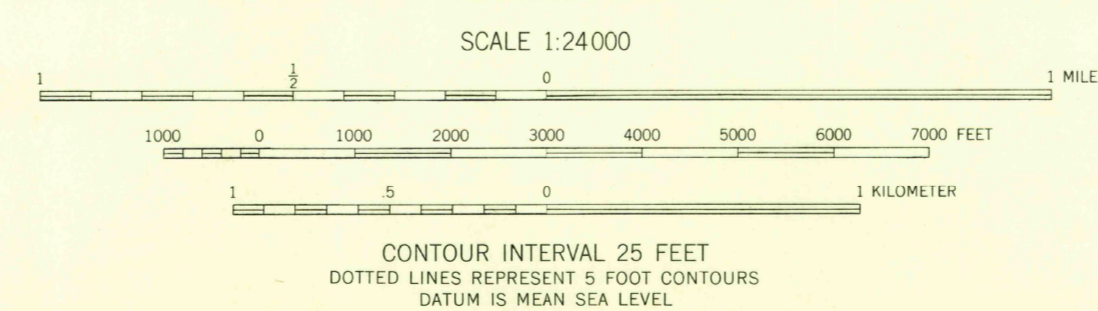 SCALE 1:24000
1 1/2 0 1 MILE
1000 0 1000 2000 3000 4000 5000 6000 7000 FEET
1 .5 0 1 KILOMETER
CONTOUR INTERVAL 25 FEET
DOTTED LINES REPRESENT 5 FOOT CONTOURS
DATUM IS MEAN SEA LEVEL